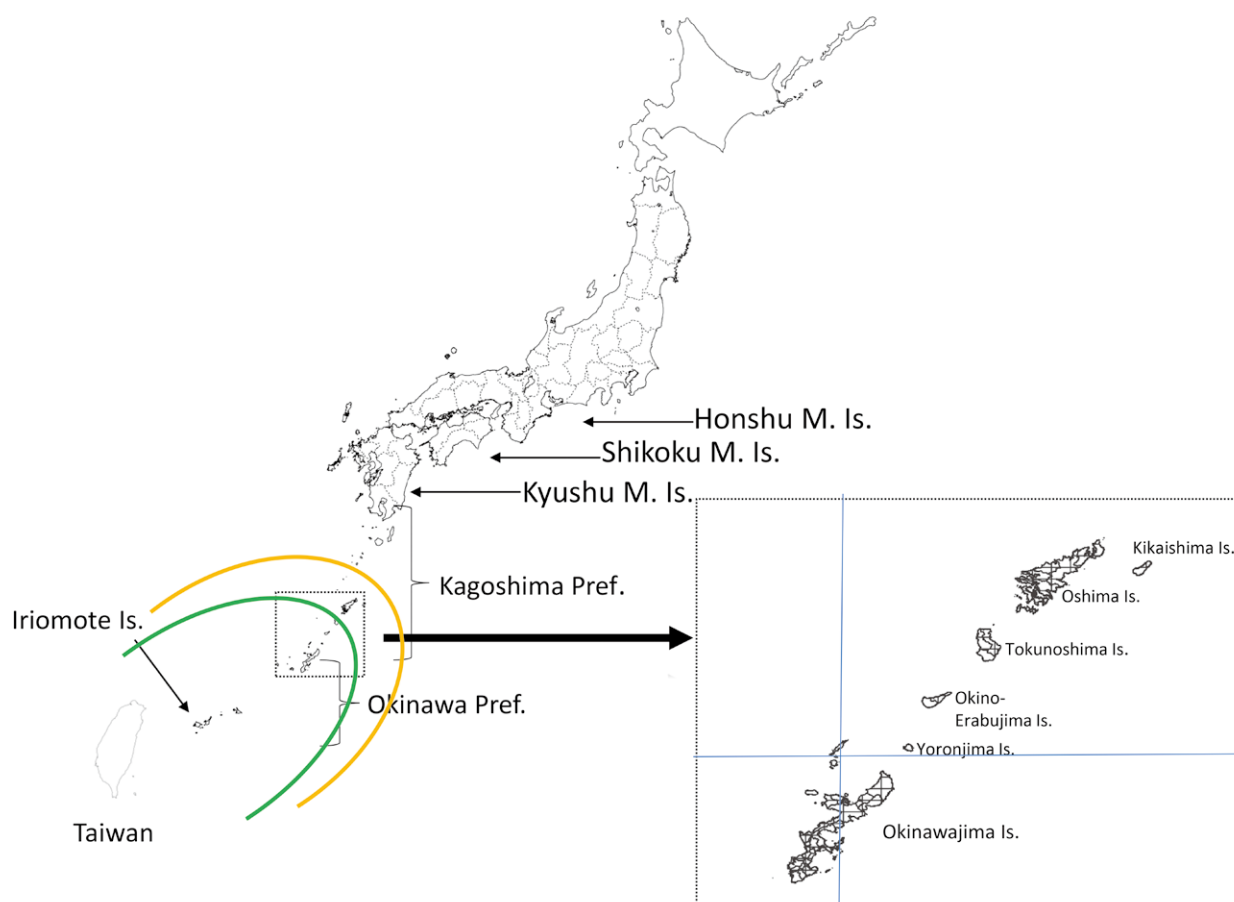 Honshu M. Is.
Shikoku M. Is.
Kyushu M. Is.
Kagoshima Pref.
Iriomote Is.
Okinawa Pref.
Taiwan
Kikaishima Is.
Oshima Is.
Tokunoshima Is.
Okino-
Erabujima Is.
Yoronjima Is.
Okinawajima Is.